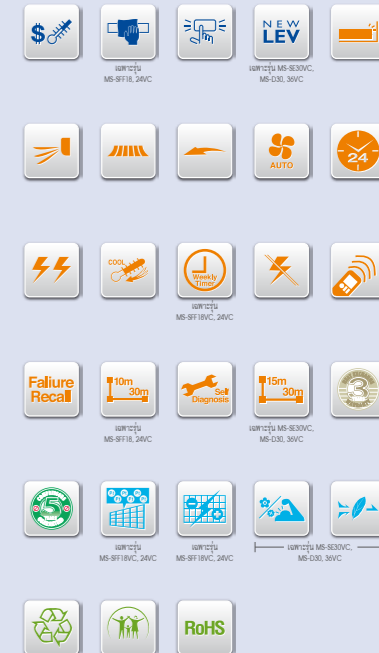 $
NEW
LEV
เฉพาะรุ่น
MS-SFF18, 24VC
เฉพาะรุ่น MS-SE30VC,
MS-D30, 36VC
AUTO
24
COOL
Weekly
Timer
เฉพาะรุ่น
MS-SFF18VC, 24VC
Faliure
Recall
10m
30m
Self
Diagnosis
15m
30m
3
เฉพาะรุ่น
MS-SFF18, 24VC
เฉพาะรุ่น MS-SE30VC,
MS-D30, 36VC
5
เฉพาะรุ่น
MS-SFF18VC, 24VC
เฉพาะรุ่น
MS-SFF18VC, 24VC
เฉพาะรุ่น MS-SE30VC,
MS-D30, 36VC
RoHS